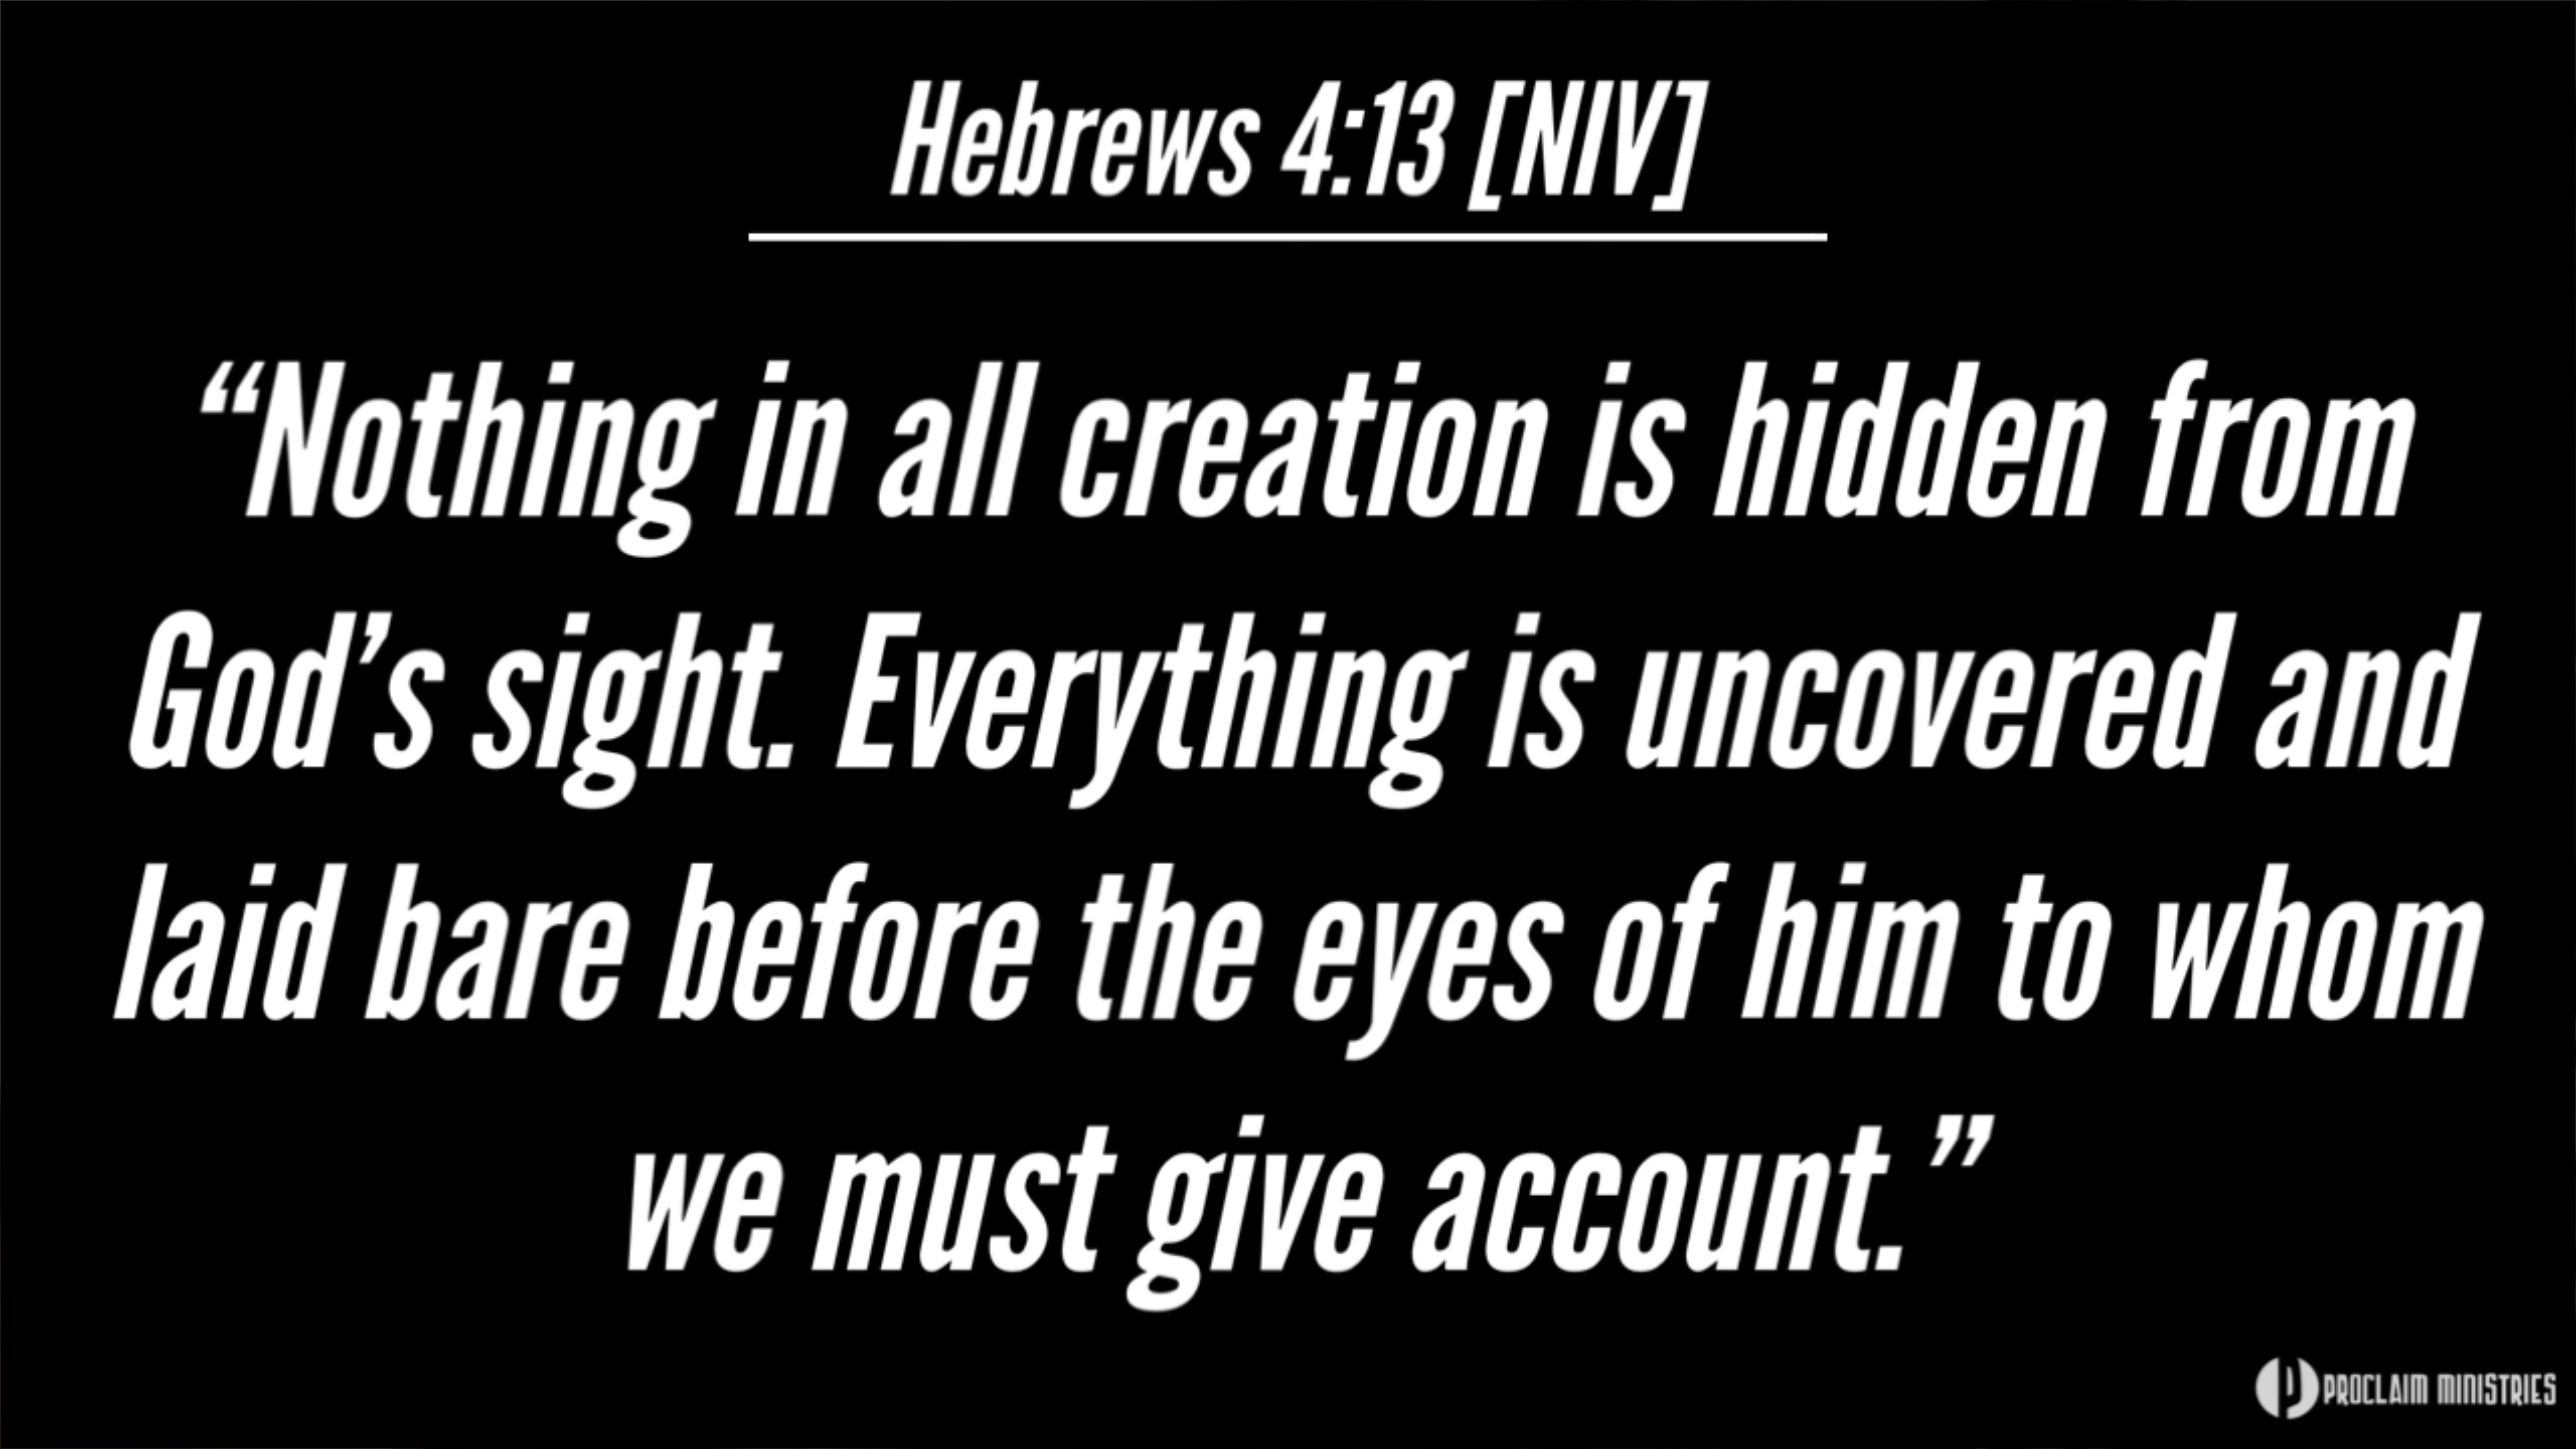 Hebrews 4:13 [NIV]
“Nothing in all creation is hidden from
God’s sight. Everything is uncovered and
laid bare before the eyes of him to whom
we must give account.”
PROCLAIM MINISTRIES